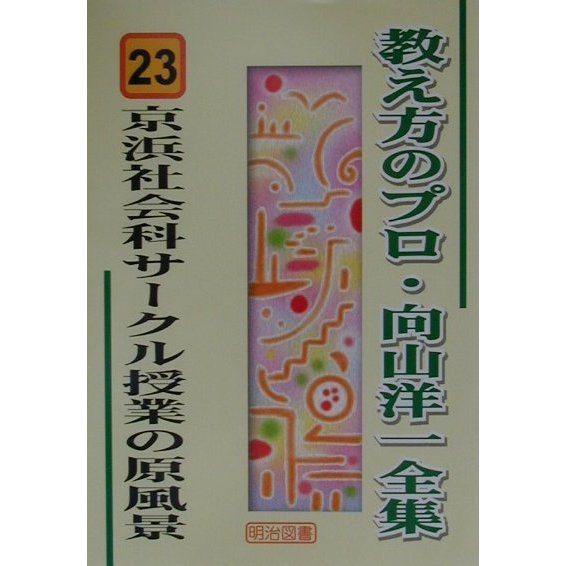 教え方のプロ・向山洋一全集
23
京浜社会科サークル授業の原風景
明治図書